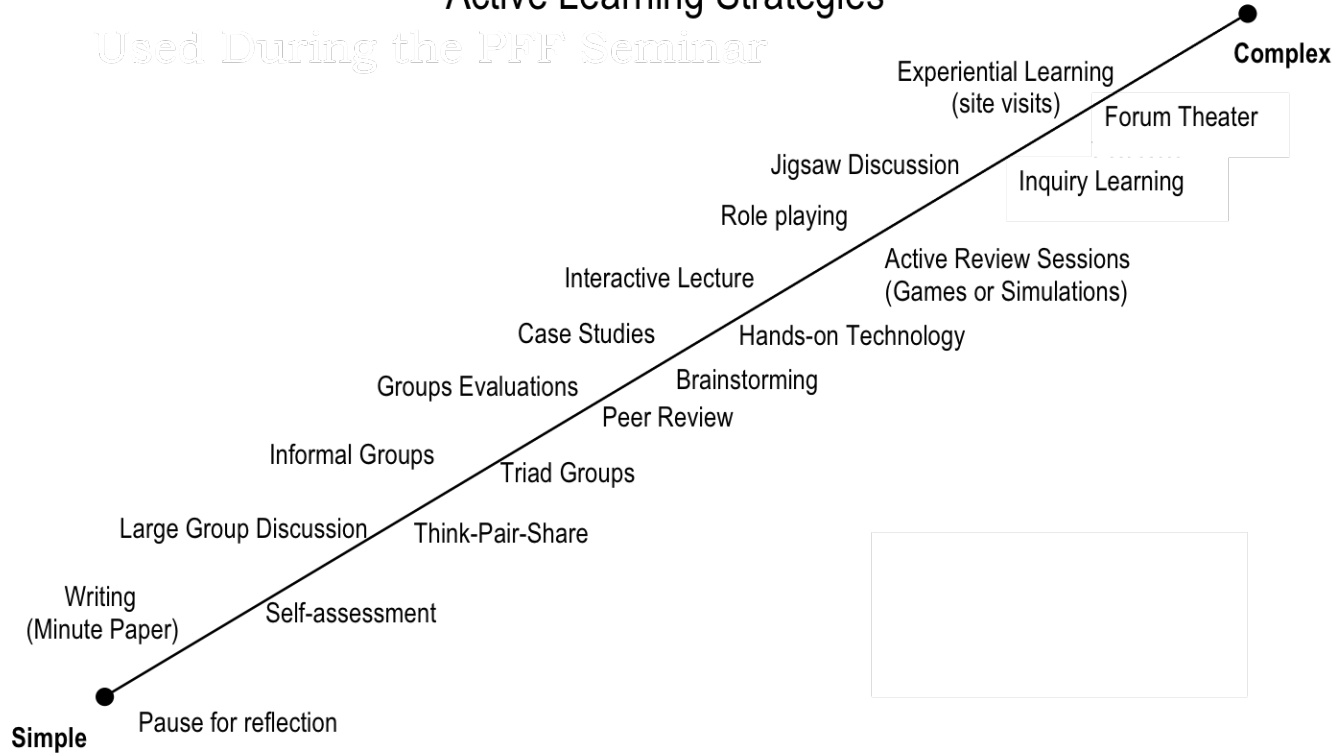 Active Learning Strategies
Used During the PFF Seminar
Complex
Experiential Learning
(site visits)
Forum Theater
Jigsaw Discussion
Inquiry Learning
Role playing
Active Review Sessions
(Games or Simulations)
Interactive Lecture
Case Studies
Hands-on Technology
Groups Evaluations
Brainstorming
Peer Review
Informal Groups
Triad Groups
Large Group Discussion
Think-Pair-Share
Writing
(Minute Paper)
Self-assessment
Pause for reflection
Simple